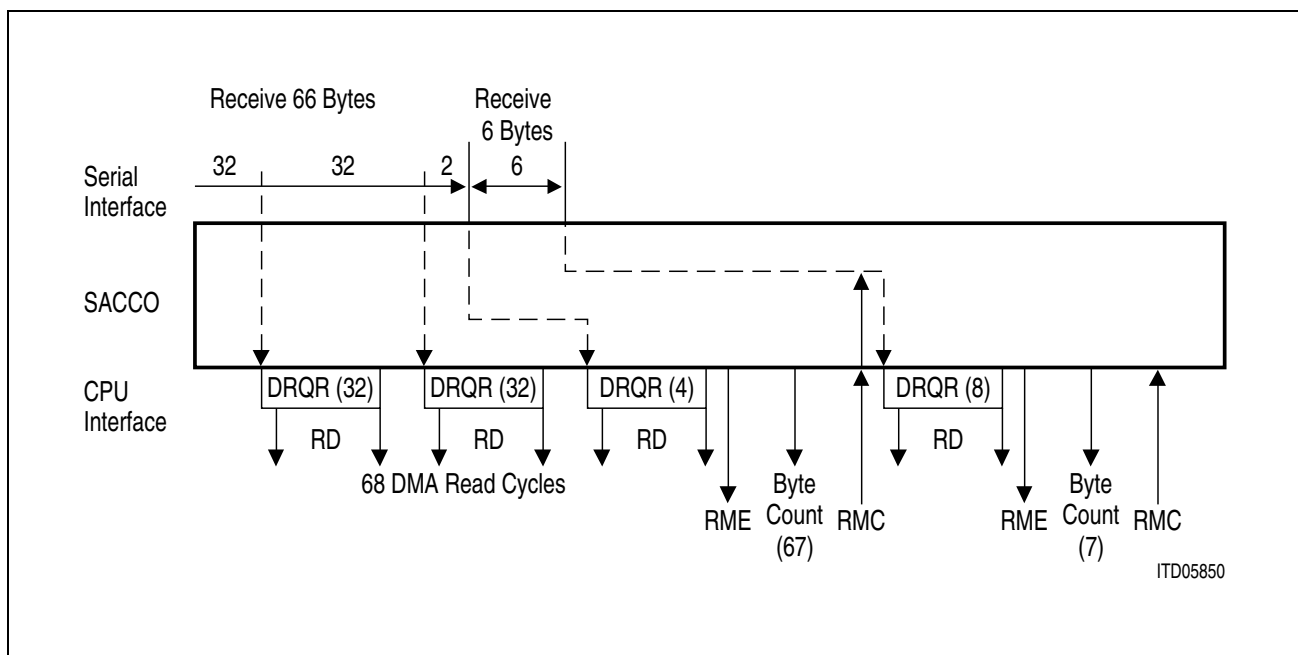 Receive 66 Bytes
Receive
6 Bytes
32
32
2
6
Serial
Interface
SACCO
CPU
Interface
DRQR (32)
DRQR (32)
DRQR (4)
DRQR (8)
RD
RD
RD
RD
68 DMA Read Cycles
RME
Byte
Count
(67)
RMC
RME
Byte
Count
(7)
RMC
ITD05850